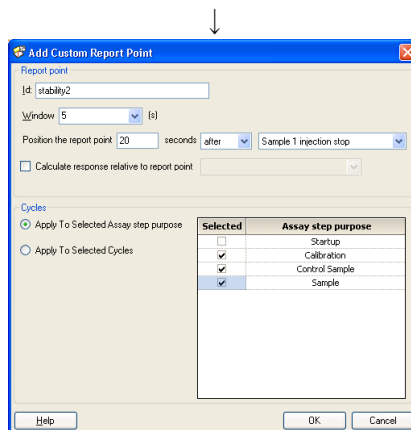 ↓
Add Custom Report Point
Report point
Id: stability2
Window 5 (s)
Position the report point 20 seconds after Sample 1 injection stop
Calculate response relative to report point
Cycles
Apply To Selected Assay step purpose
Apply To Selected Cycles
Selected Assay step purpose
Startup
Calibration
Control Sample
Sample
Help OK Cancel